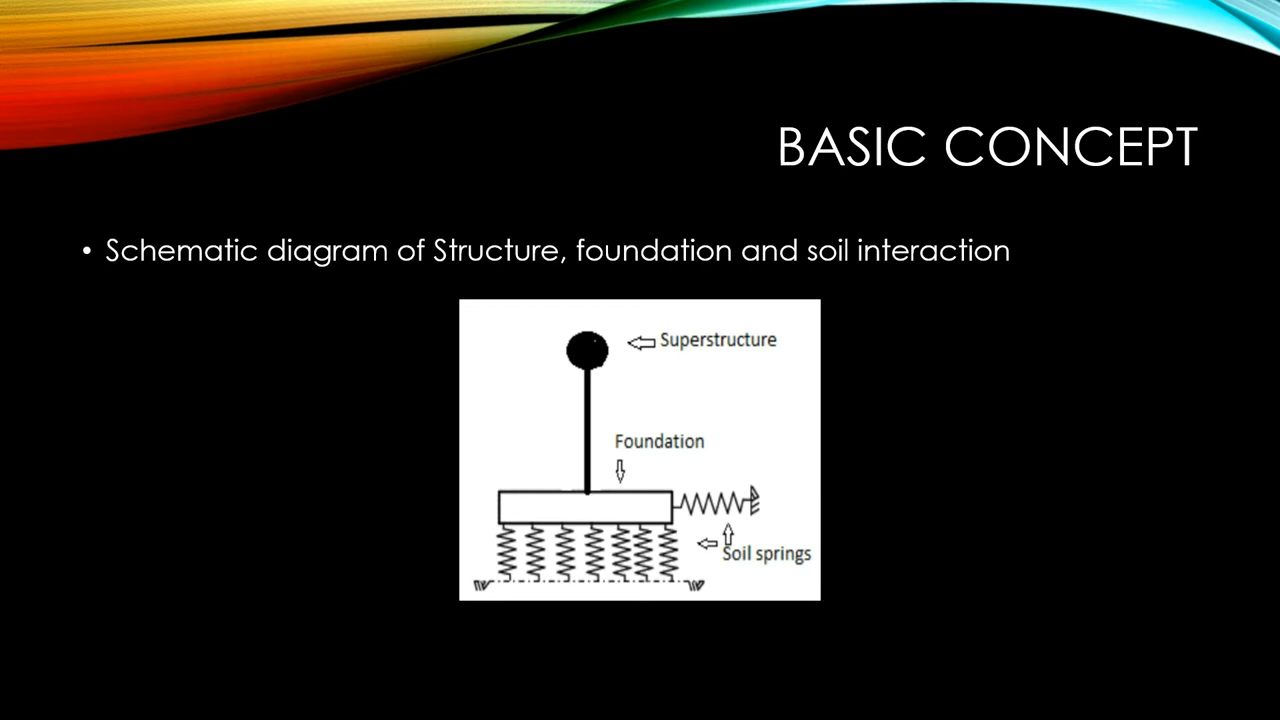 BASIC CONCEPT
• Schematic diagram of Structure, foundation and soil interaction
Superstructure
Foundation
Soil springs